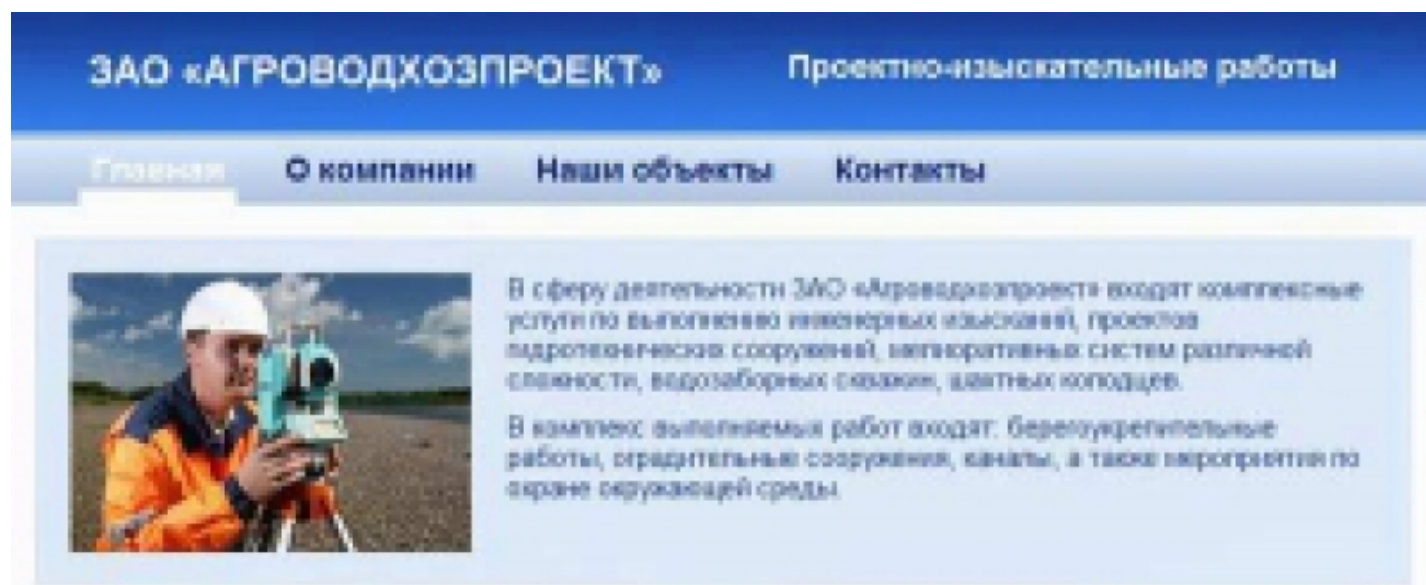 ЗАО «АГРОВОДХОЗПРОЕКТ»
Проектно-изыскательные работы
Главная О компании Наши объекты Контакты
В сферу деятельности ЗАО «Агроводхозпроект» входят комплексные
услуги по выполнению инженерных изысканий, проектов
гидротехнических сооружений, мелиоративных систем различной
сложности, водозаборных скважин, шахтных колодцев.
В комплекс выполняемых работ входят: берегоукрепительные
работы, оградительные сооружения, каналы, а также мероприятия по
охране окружающей среды.